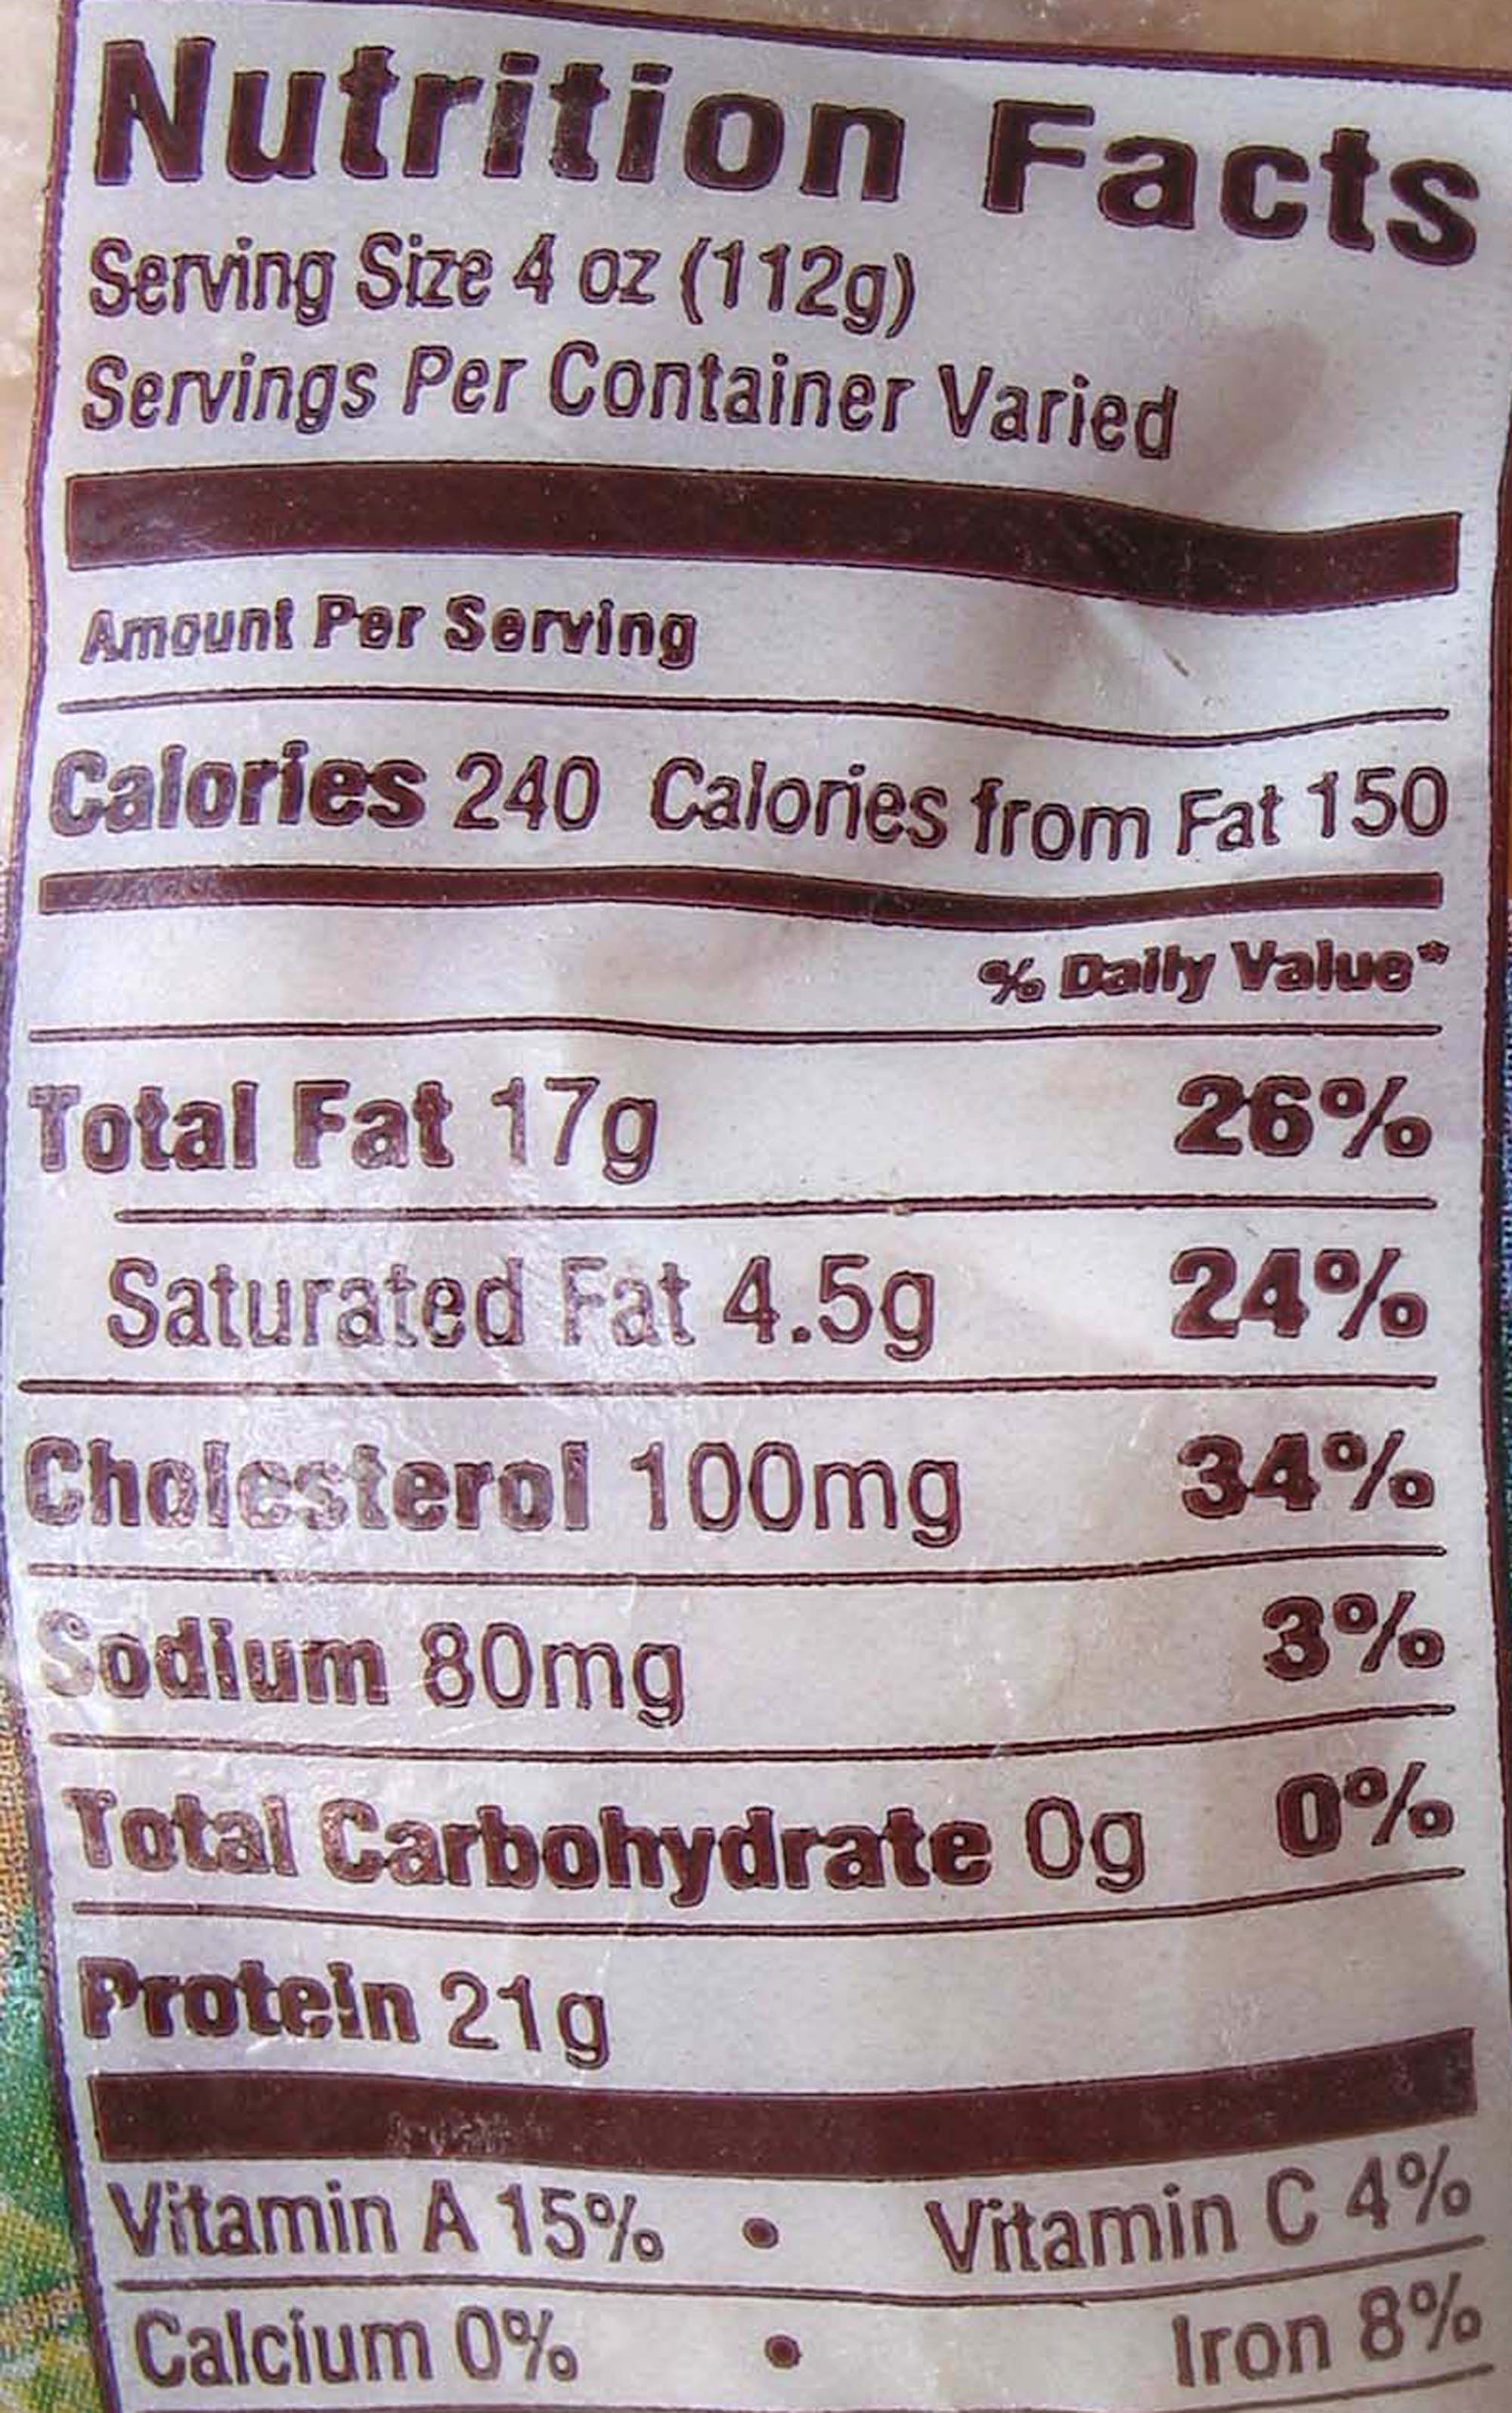 Nutrition Facts
Serving Size 4 oz (112g)
Servings Per Container Varied
Amount Per Serving
Calories 240 Calories from Fat 150
% Daily Value*
Total Fat 17g 26%
Saturated Fat 4.5g 24%
Cholesterol 100mg 34%
Sodium 80mg 3%
Total Carbohydrate 0g 0%
Protein 21g
Vitamin A 15% • Vitamin C 4%
Calcium 0% • Iron 8%